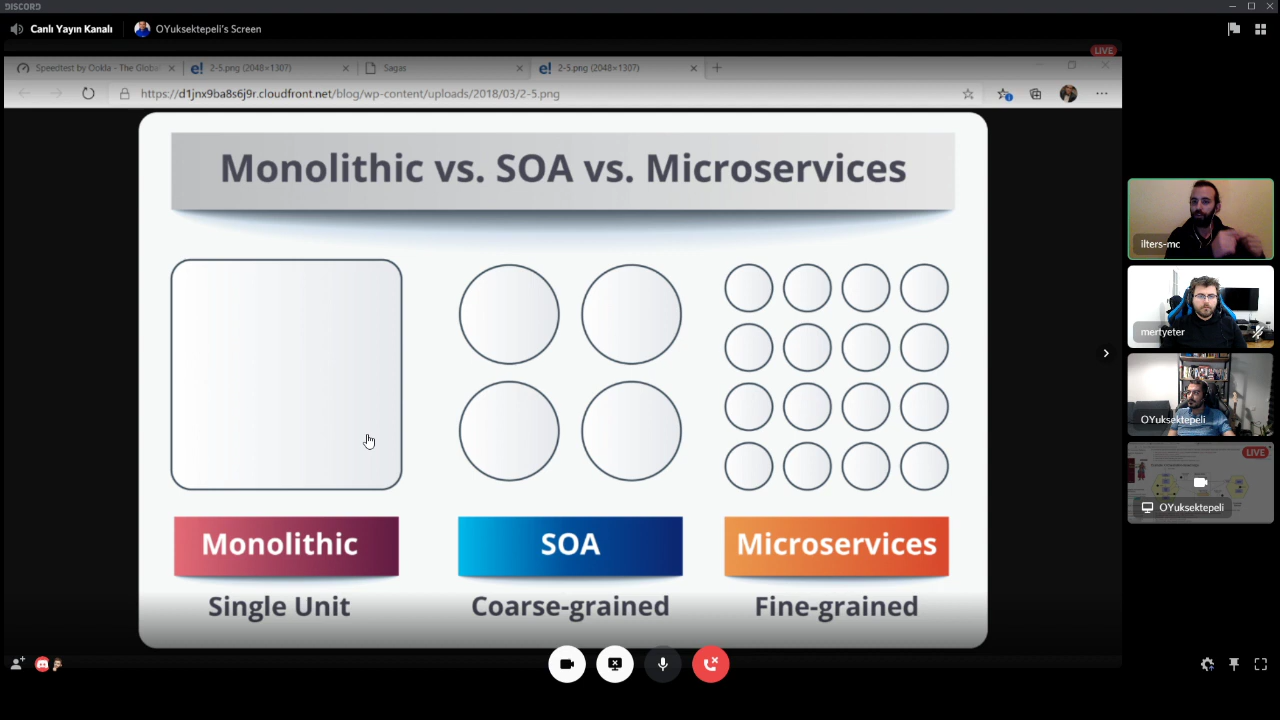 DISCORD
Canlı Yayın Kanalı
OYuksektepeli's Screen
LIVE
Speedtest by Ookla - The Globa
2-5.png (2048×1307)
Sagas
2-5.png (2048×1307)
https://d1jnx9ba8s6j9r.cloudfront.net/blog/wp-content/uploads/2018/03/2-5.png
Monolithic vs. SOA vs. Microservices
Monolithic
SOA
Microservices
Single Unit
Coarse-grained
Fine-grained
ilters-mc
mertyeter
OYuksektepeli
LIVE
OYuksektepeli